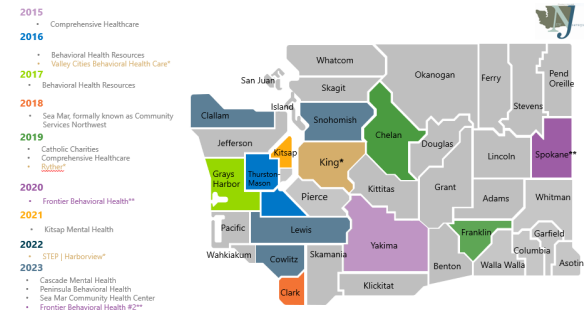 2015
• Comprehensive Healthcare
2016
• Behavioral Health Resources
• Valley Cities Behavioral Health Care*
2017
• Behavioral Health Resources
2018
• Sea Mar, formally known as Community
Services Northwest
2019
• Catholic Charities
• Comprehensive Healthcare
• Ryther*
2020
• Frontier Behavioral Health**
2021
• Kitsap Mental Health
2022
• STEP | Harborview*
2023
• Cascade Mental Health
• Peninsula Behavioral Health
• Sea Mar Community Health Center
• Frontier Behavioral Health #2**
NJ
Whatcom
San Juan
Skagit
Island
Clallam
Snohomish
Jefferson
Kitsap
King*
Grays
Harbor
Thurston-
Mason
Pierce
Pacific
Lewis
Wahkiakum
Cowlitz
Skamania
Clark
Okanogan
Ferry
Stevens
Pend
Oreille
Chelan
Douglas
Lincoln
Spokane**
Kittitas
Grant
Adams
Whitman
Yakima
Franklin
Garfield
Columbia
Benton
Walla Walla
Asotin
Klickitat